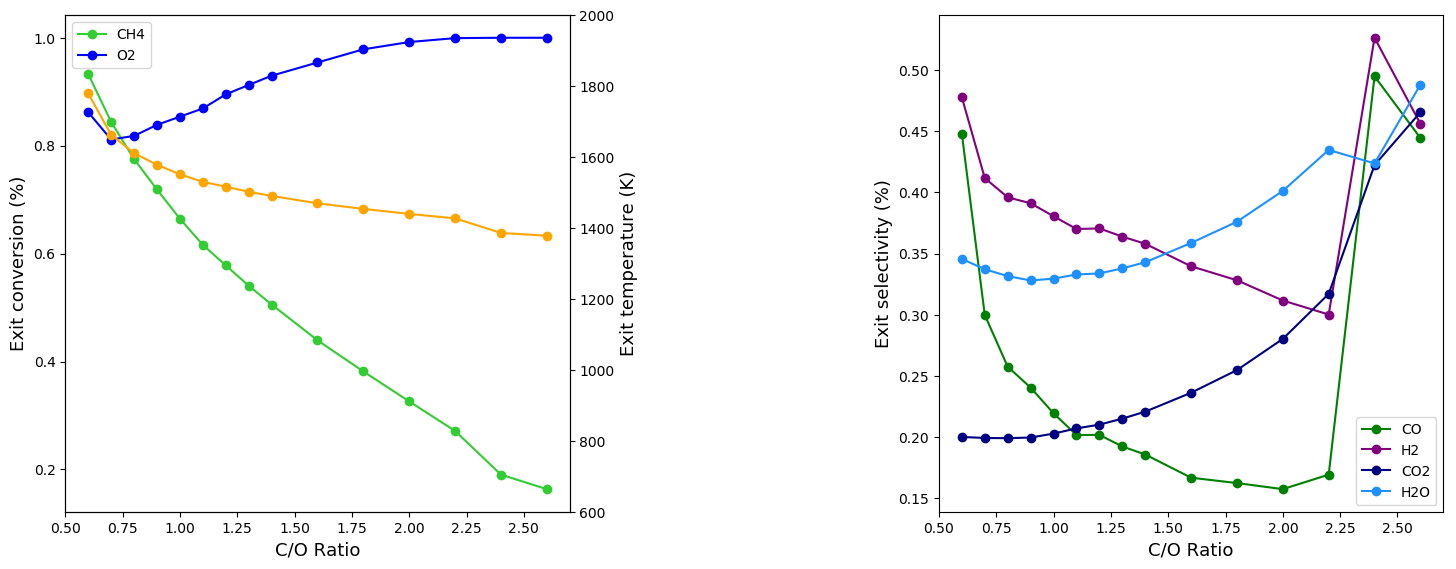 CH4
O2
1.0
0.8
0.6
0.4
0.2
Exit conversion (%)
2000
1800
1600
1400
1200
1000
800
600
Exit temperature (K)
0.50 0.75 1.00 1.25 1.50 1.75 2.00 2.25 2.50
C/O Ratio
0.50
0.45
0.40
0.35
0.30
0.25
0.20
0.15
Exit selectivity (%)
CO
H2
CO2
H2O
0.50 0.75 1.00 1.25 1.50 1.75 2.00 2.25 2.50
C/O Ratio